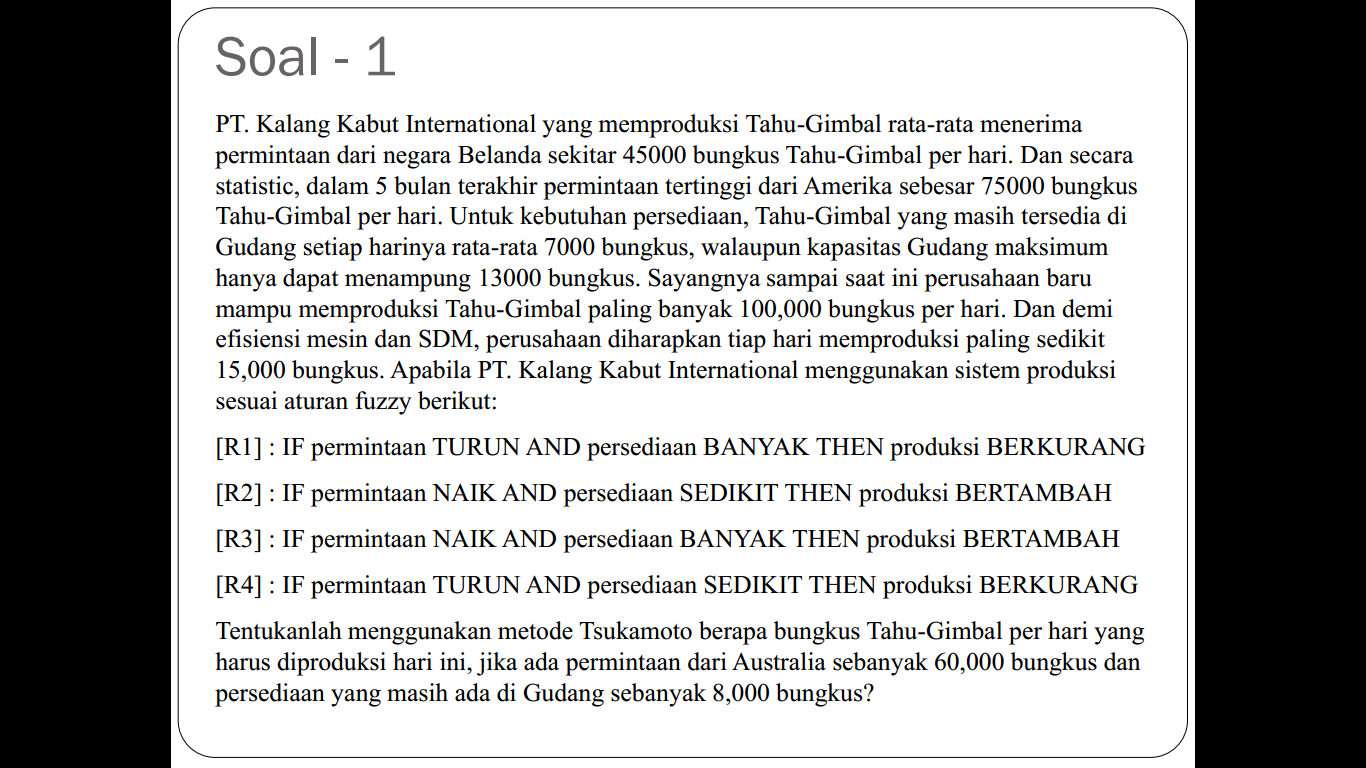 Soal - 1
PT. Kalang Kabut International yang memproduksi Tahu-Gimbal rata-rata menerima
permintaan dari negara Belanda sekitar 45000 bungkus Tahu-Gimbal per hari. Dan secara
statistic, dalam 5 bulan terakhir permintaan tertinggi dari Amerika sebesar 75000 bungkus
Tahu-Gimbal per hari. Untuk kebutuhan persediaan, Tahu-Gimbal yang masih tersedia di
Gudang setiap harinya rata-rata 7000 bungkus, walaupun kapasitas Gudang maksimum
hanya dapat menampung 13000 bungkus. Sayangnya sampai saat ini perusahaan baru
mampu memproduksi Tahu-Gimbal paling banyak 100,000 bungkus per hari. Dan demi
efisiensi mesin dan SDM, perusahaan diharapkan tiap hari memproduksi paling sedikit
15,000 bungkus. Apabila PT. Kalang Kabut International menggunakan sistem produksi
sesuai aturan fuzzy berikut:
[R1] : IF permintaan TURUN AND persediaan BANYAK THEN produksi BERKURANG
[R2] : IF permintaan NAIK AND persediaan SEDIKIT THEN produksi BERTAMBAH
[R3] : IF permintaan NAIK AND persediaan BANYAK THEN produksi BERTAMBAH
[R4] : IF permintaan TURUN AND persediaan SEDIKIT THEN produksi BERKURANG
Tentukanlah menggunakan metode Tsukamoto berapa bungkus Tahu-Gimbal per hari yang
harus diproduksi hari ini, jika ada permintaan dari Australia sebanyak 60,000 bungkus dan
persediaan yang masih ada di Gudang sebanyak 8,000 bungkus?